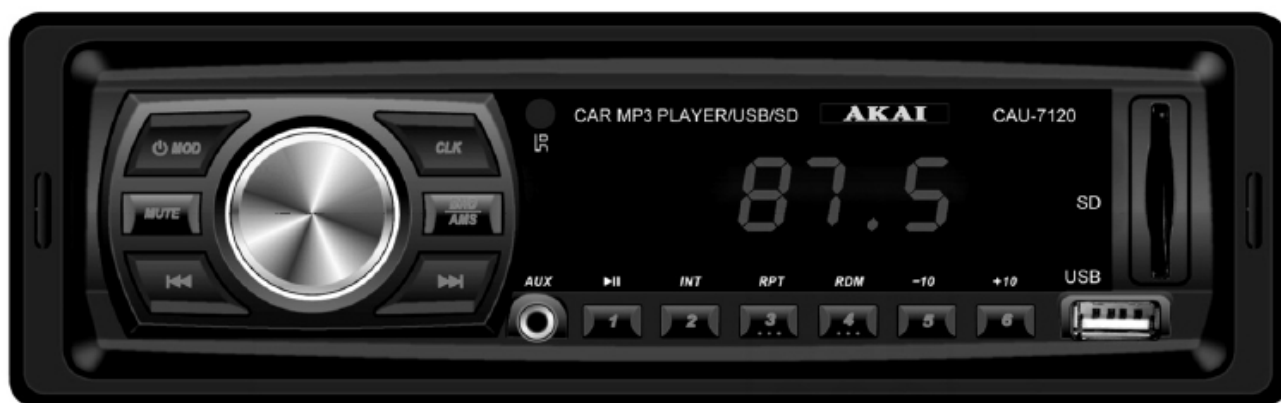 CAR MP3 PLAYER/USB/SD AKAI CAU-7120
MOD
CLK
MUTE
AMS
87.5
SD
USB
AUX INT RPT RDM -10 +10
1 2 3 4 5 6